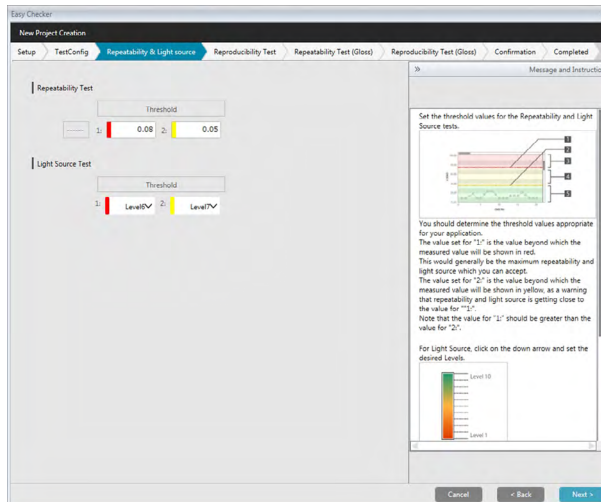 Easy Checker
New Project Creation
Setup TestConfig Repeatability & Light source Reproducibility Test Repeatability Test (Gloss) Reproducibility Test (Gloss) Confirmation Completed
» Message and Instructio
Repeatability Test
Threshold
1: 0.08 2: 0.05
Light Source Test
Threshold
1: Level6 2: Level7
Set the threshold values for the Repeatability and Light
Source tests.
1
2
3
4
5
You should determine the threshold values appropriate
for your application.
The value set for "1:" is the value beyond which the
measured value will be shown in red.
This would generally be the maximum repeatability and
light source which you can accept.
The value set for "2:" is the value beyond which the
measured value will be shown in yellow, as a warning
that repeatability and light source is getting close to
the value for ""1:".
Note that the value for "1:" should be greater than the
value for "2:".
For Light Source, click on the down arrow and set the
desired Levels.
Level 10
Level 1
Cancel < Back Next >